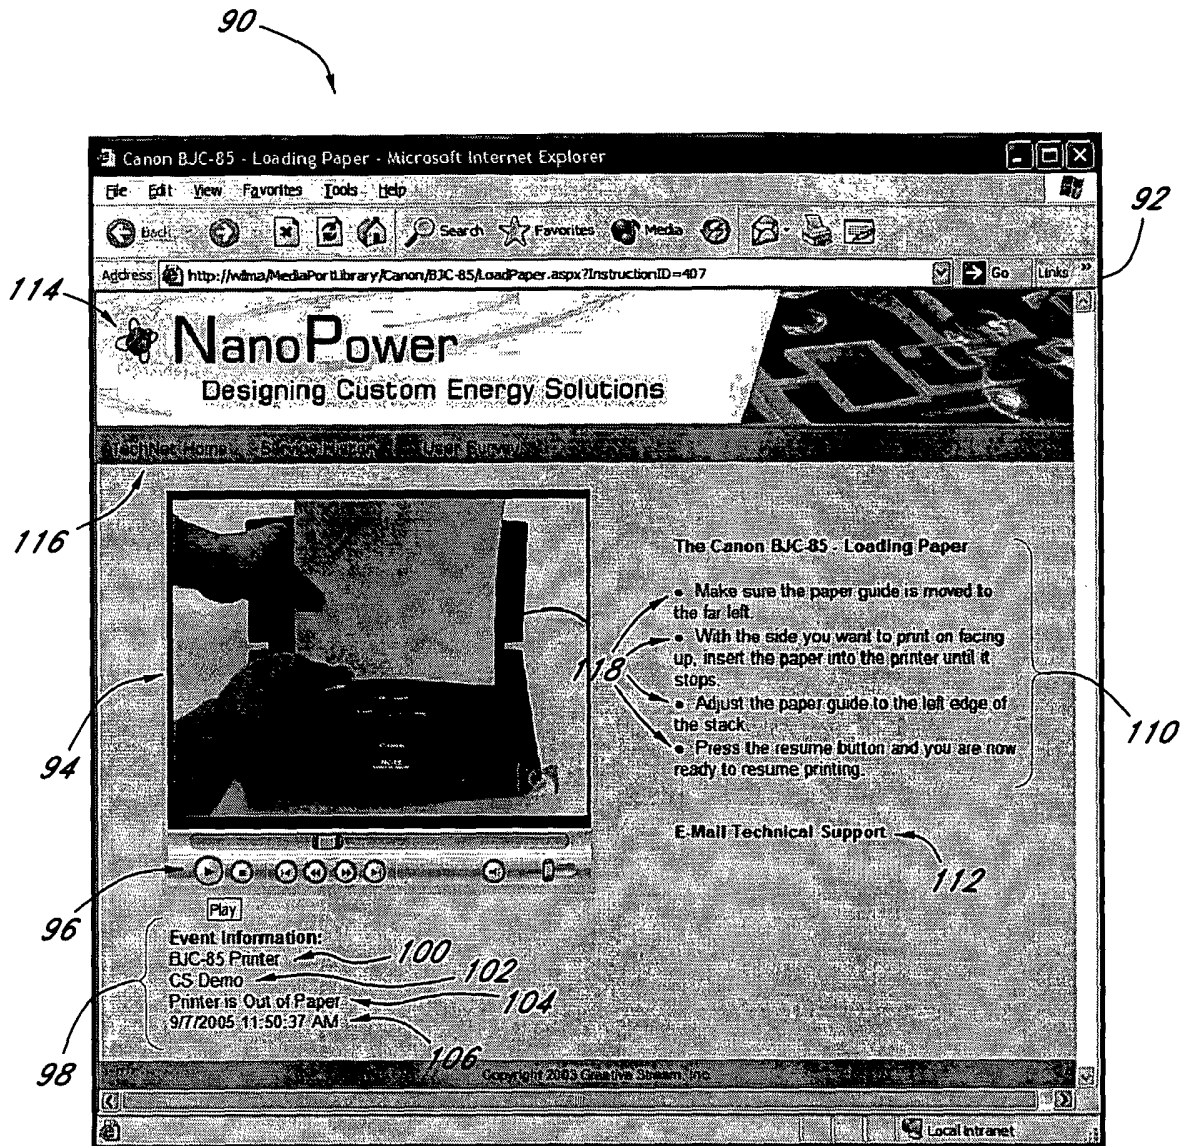 90
Canon BJC-85 - Loading Paper - Microsoft Internet Explorer
File Edit View Favorites Tools Help
92
Back Search Favorites Media
Address http://wilma/MediaPortLibrary/Canon/BJC-85/LoadPaper.aspx?InstructionID=407 Go Links »
114
NanoPower
Designing Custom Energy Solutions
TechNet Home Service History User Survey
116
The Canon BJC-85 - Loading Paper
• Make sure the paper guide is moved to
the far left.
• With the side you want to print on facing
up, insert the paper into the printer until it
stops.
• Adjust the paper guide to the left edge of
the stack.
• Press the resume button and you are now
ready to resume printing.
118
110
94
Canon
E-Mail Technical Support
112
96
Play
Event Information:
BJC-85 Printer
100
CS Demo
102
Printer is Out of Paper
104
9/7/2005 11:50:37 AM
106
98
Copyright 2003 Creative Stream, Inc.
Local intranet